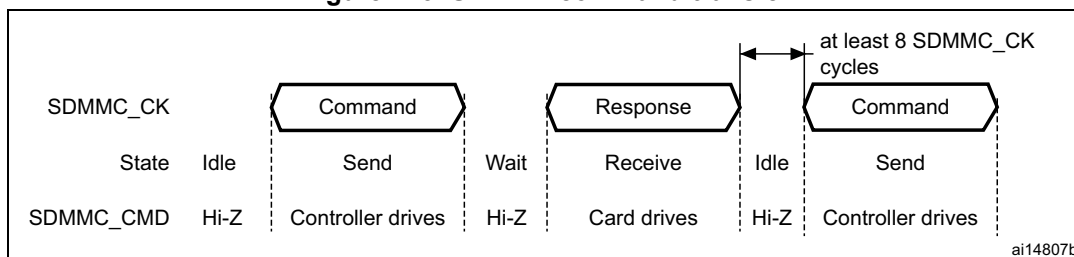 at least 8 SDMMC_CK
cycles
SDMMC_CK Command Response Command
State Idle Send Wait Receive Idle Send
SDMMC_CMD Hi-Z Controller drives Hi-Z Card drives Hi-Z Controller drives
ai14807b